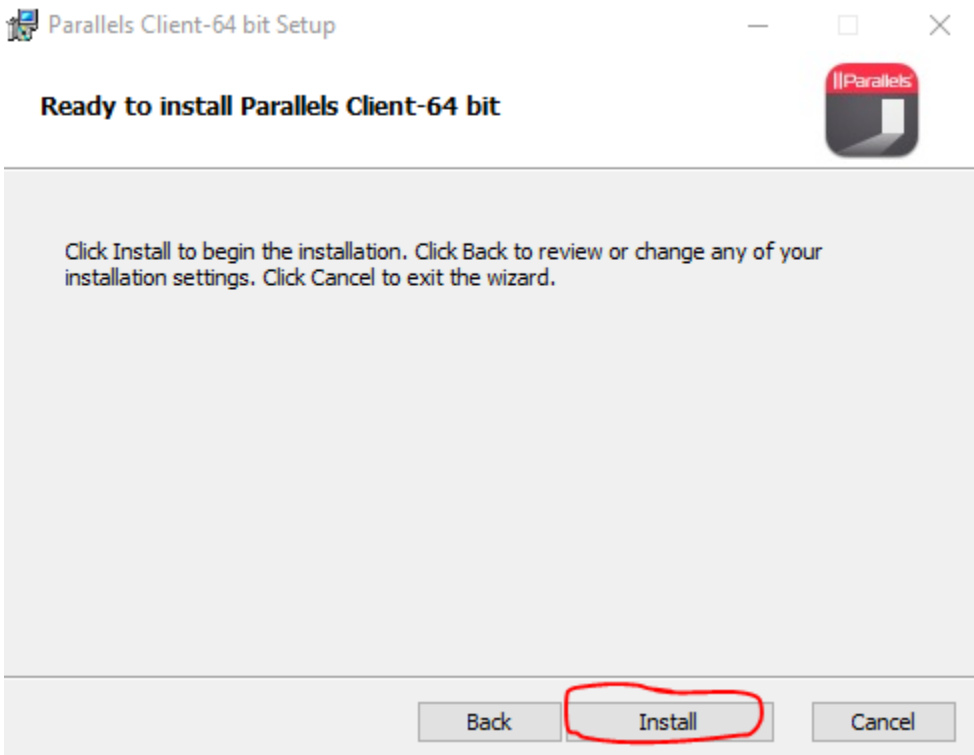 Parallels Client-64 bit Setup
Ready to install Parallels Client-64 bit
||Parallels®
Click Install to begin the installation. Click Back to review or change any of your
installation settings. Click Cancel to exit the wizard.
Back Install Cancel